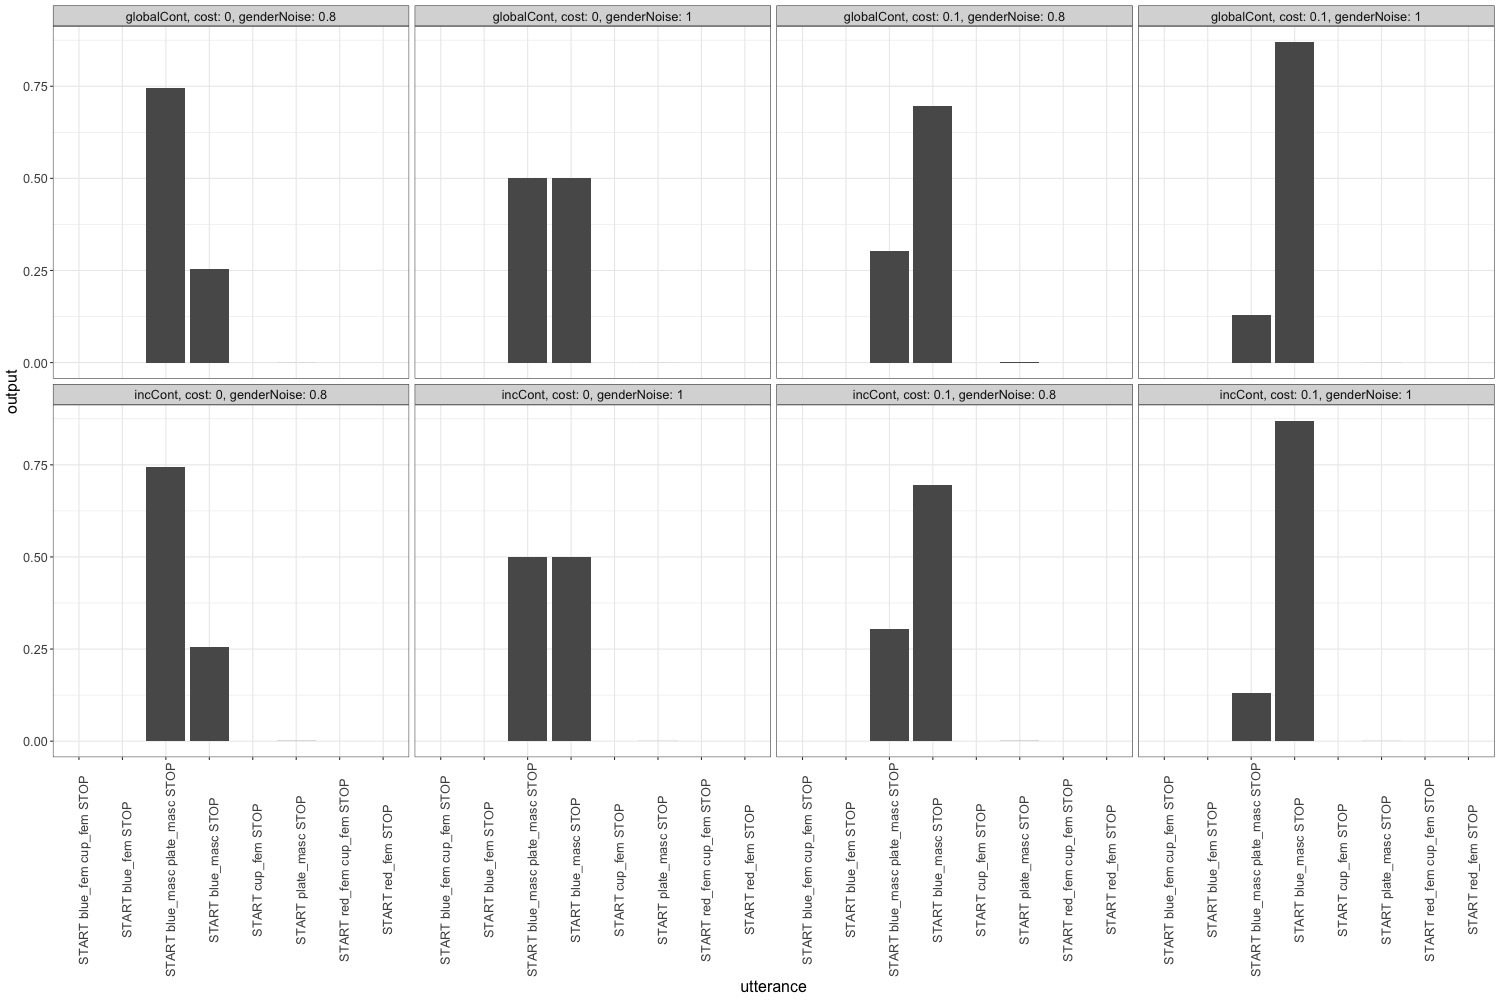 globalCont, cost: 0, genderNoise: 0.8
globalCont, cost: 0, genderNoise: 1
globalCont, cost: 0.1, genderNoise: 0.8
globalCont, cost: 0.1, genderNoise: 1
0.75
0.50
0.25
0.00
output
incCont, cost: 0, genderNoise: 0.8
incCont, cost: 0, genderNoise: 1
incCont, cost: 0.1, genderNoise: 0.8
incCont, cost: 0.1, genderNoise: 1
0.75
0.50
0.25
0.00
START blue_fem cup_fem STOP
START blue_fem STOP
START blue_masc plate_masc STOP
START blue_masc STOP
START cup_fem STOP
START plate_masc STOP
START red_fem cup_fem STOP
START red_fem STOP
START blue_fem cup_fem STOP
START blue_fem STOP
START blue_masc plate_masc STOP
START blue_masc STOP
START cup_fem STOP
START plate_masc STOP
START red_fem cup_fem STOP
START red_fem STOP
START blue_fem cup_fem STOP
START blue_fem STOP
START blue_masc plate_masc STOP
START blue_masc STOP
START cup_fem STOP
START plate_masc STOP
START red_fem cup_fem STOP
START red_fem STOP
START blue_fem cup_fem STOP
START blue_fem STOP
START blue_masc plate_masc STOP
START blue_masc STOP
START cup_fem STOP
START plate_masc STOP
START red_fem cup_fem STOP
START red_fem STOP
utterance